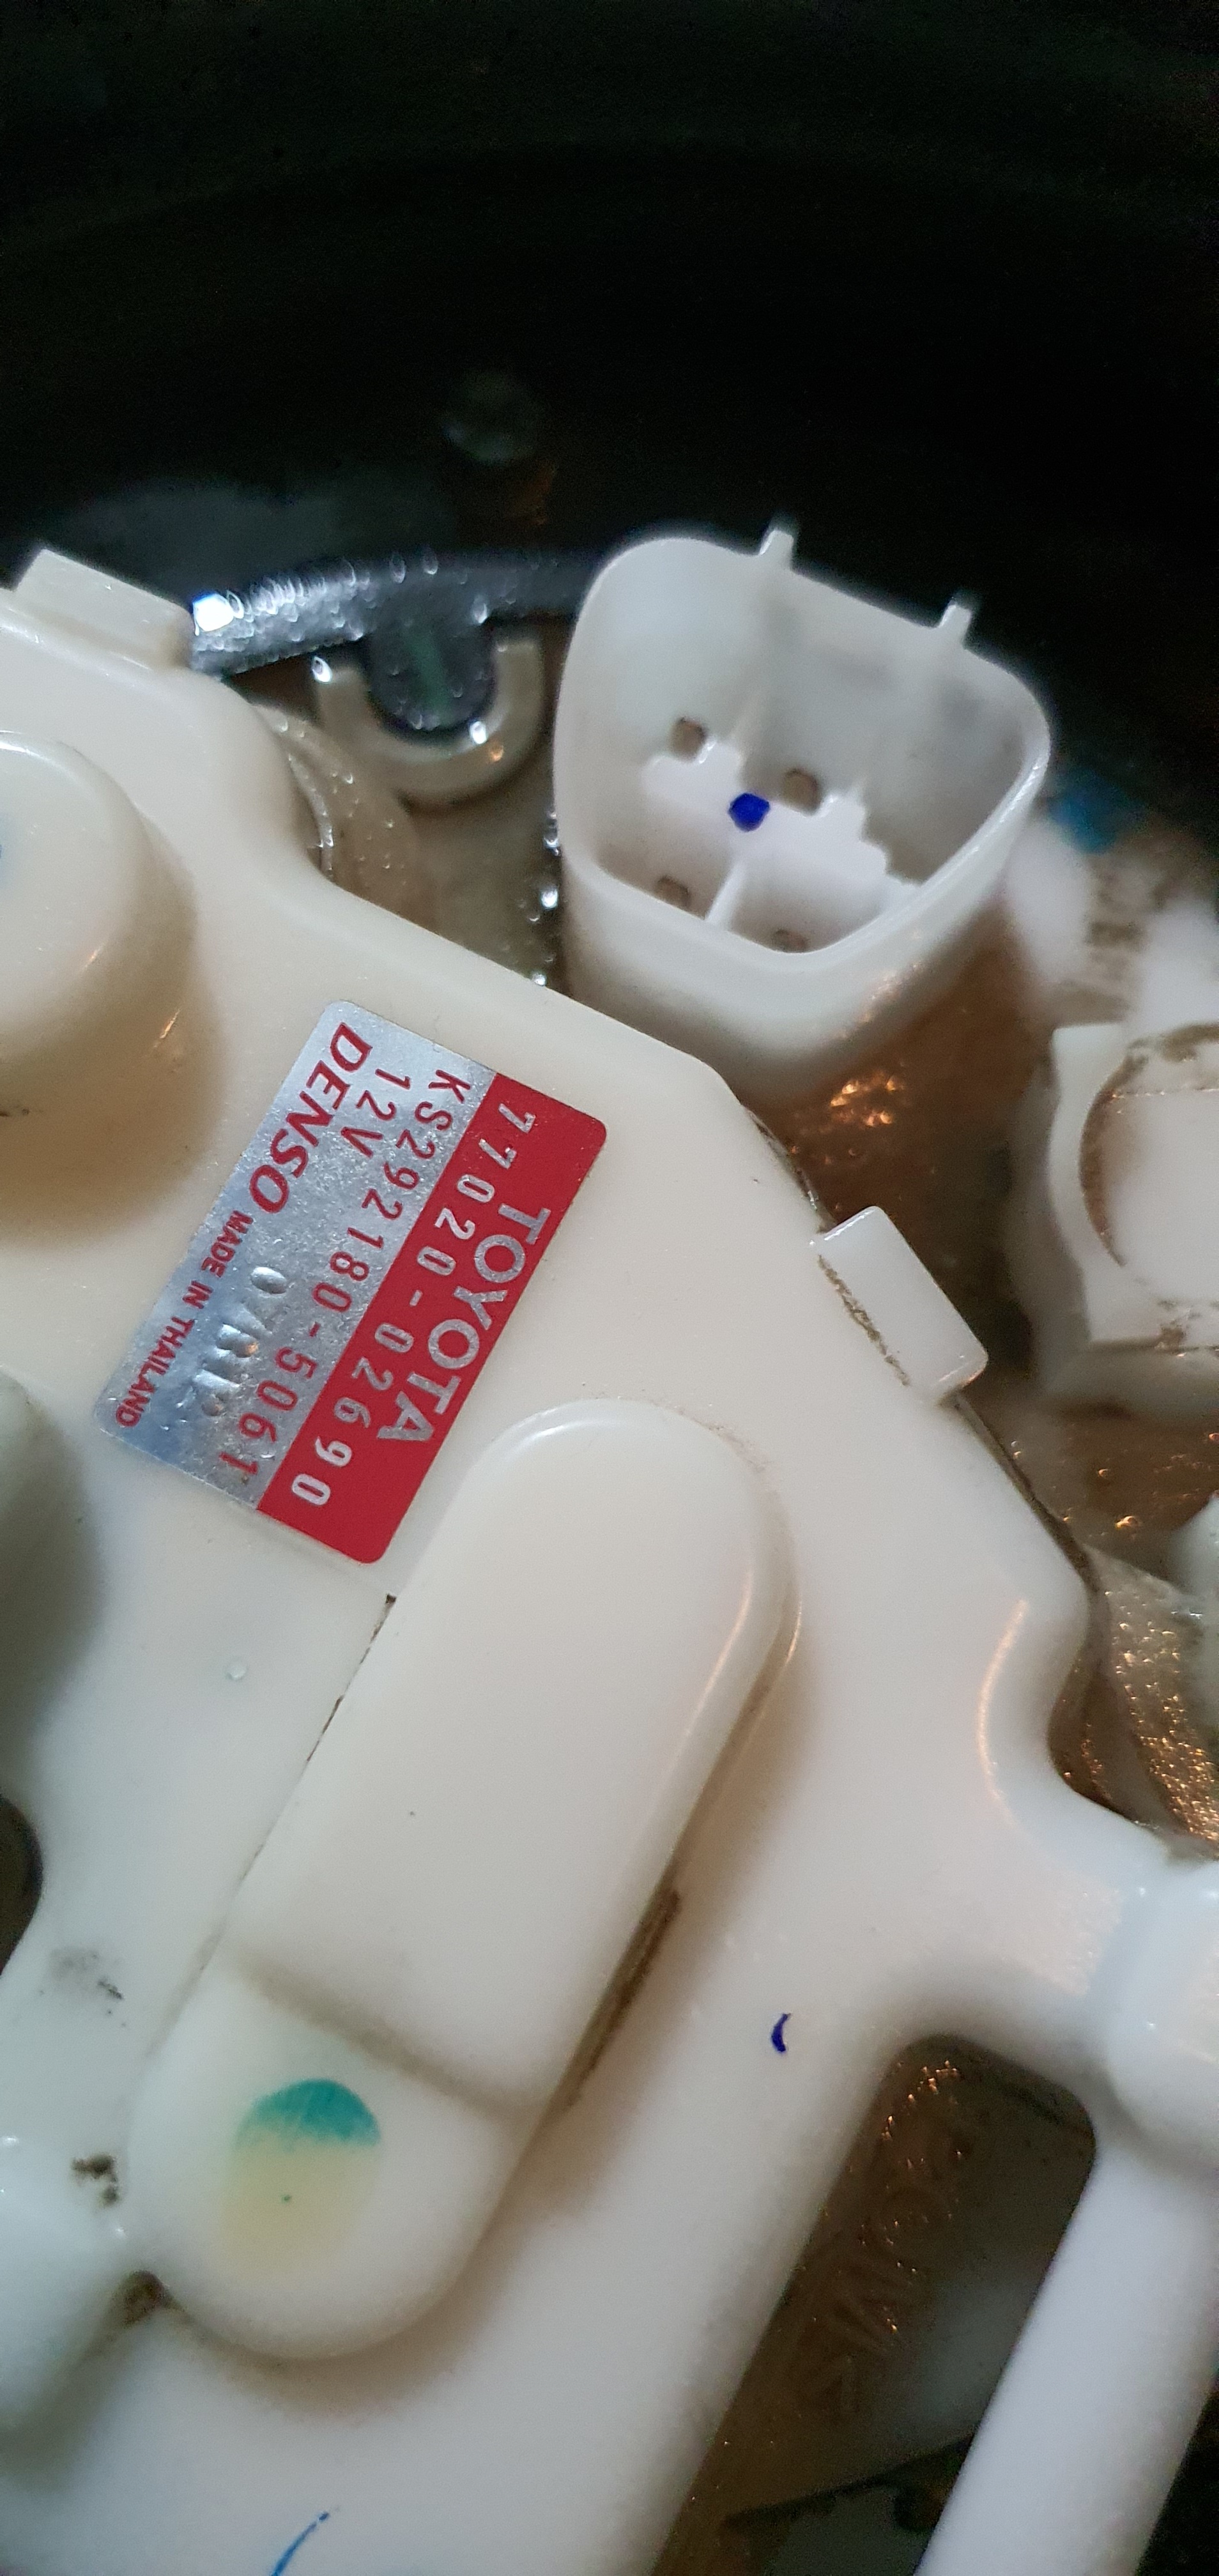 TOYOTA
77020-02690
KS292180-5061
12V
DENSO MADE IN THAILAND